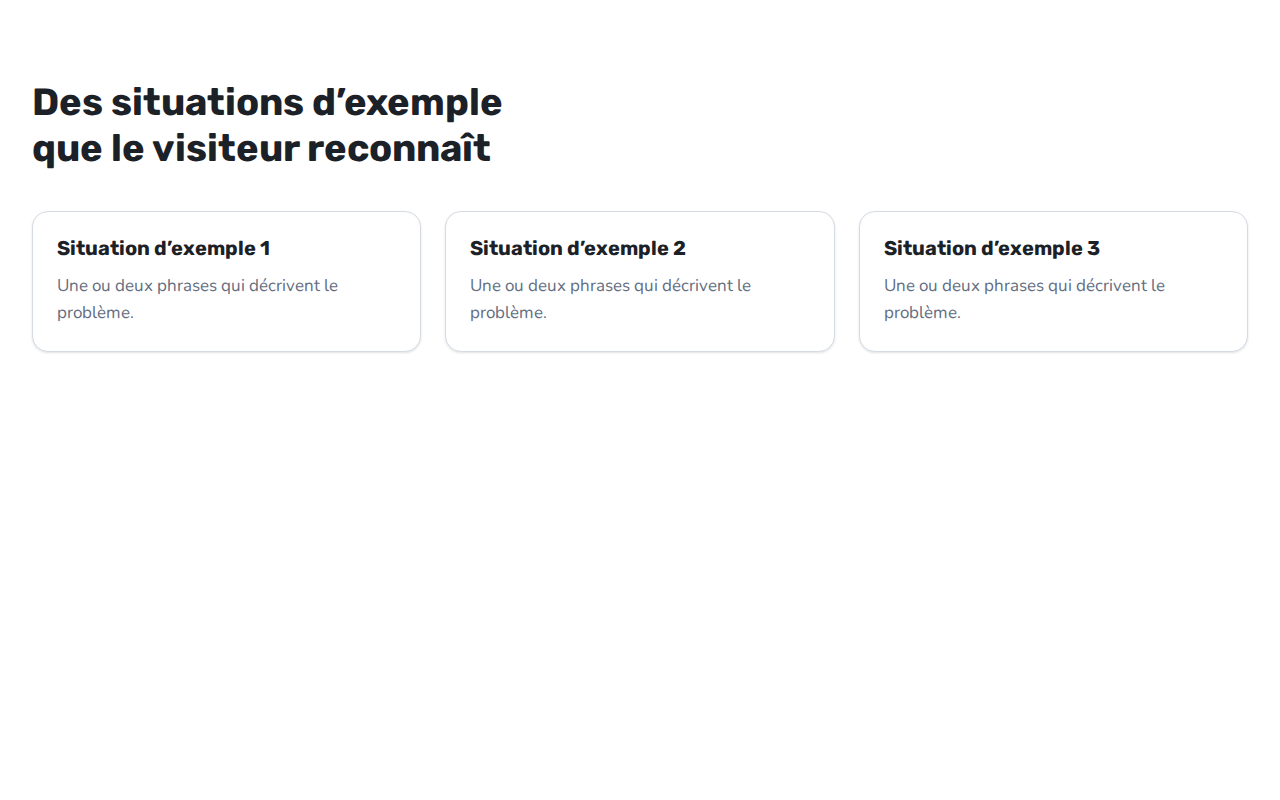 Des situations d’exemple
que le visiteur reconnaît
Situation d’exemple 1
Une ou deux phrases qui décrivent le
problème.
Situation d’exemple 2
Une ou deux phrases qui décrivent le
problème.
Situation d’exemple 3
Une ou deux phrases qui décrivent le
problème.